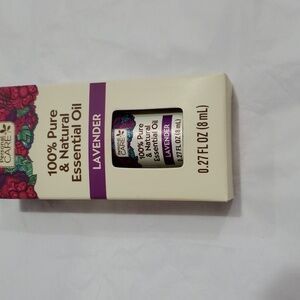 Personal
CARE
100% Pure
& Natural
Essential Oil
LAVENDER
CARE
100% Pure
& Natural
Essential Oil
LAVENDER
0.27 FL OZ (8 mL)
0.27 FL OZ (8 mL)